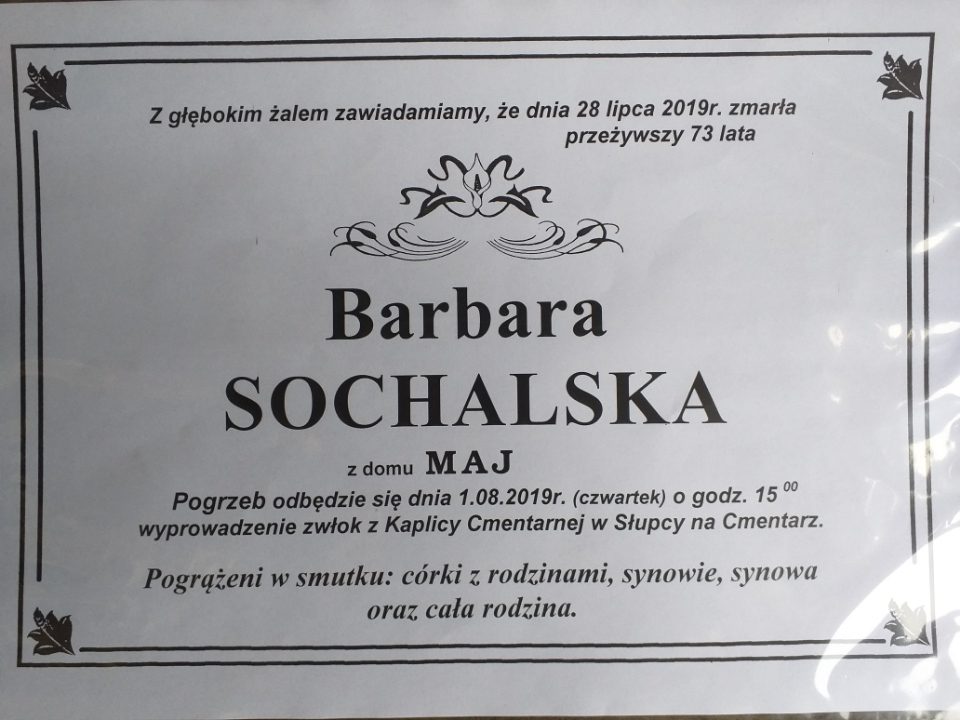 Z głębokim żalem zawiadamiamy, że dnia 28 lipca 2019r. zmarła
przeżywszy 73 lata
Barbara
SOCHALSKA
z domu MAJ
Pogrzeb odbędzie się dnia 1.08.2019r. (czwartek) o godz. 15 00
wyprowadzenie zwłok z Kaplicy Cmentarnej w Słupcy na Cmentarz.
Pogrążeni w smutku: córki z rodzinami, synowie, synowa
oraz cała rodzina.